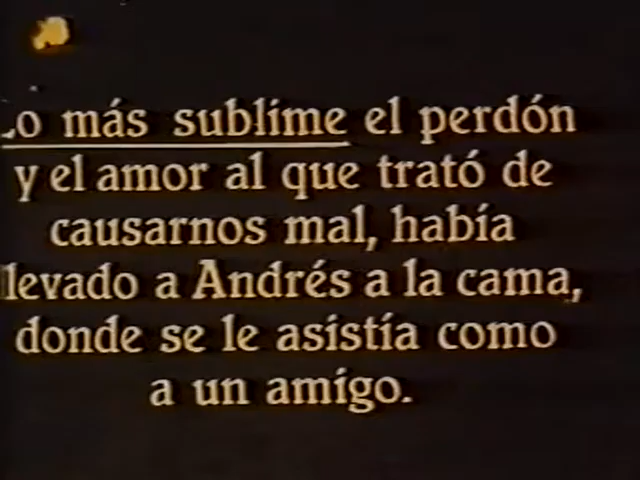 Lo más sublime el perdón
y el amor al que trató de
causarnos mal, había
llevado a Andrés a la cama,
donde se le asistía como
a un amigo.